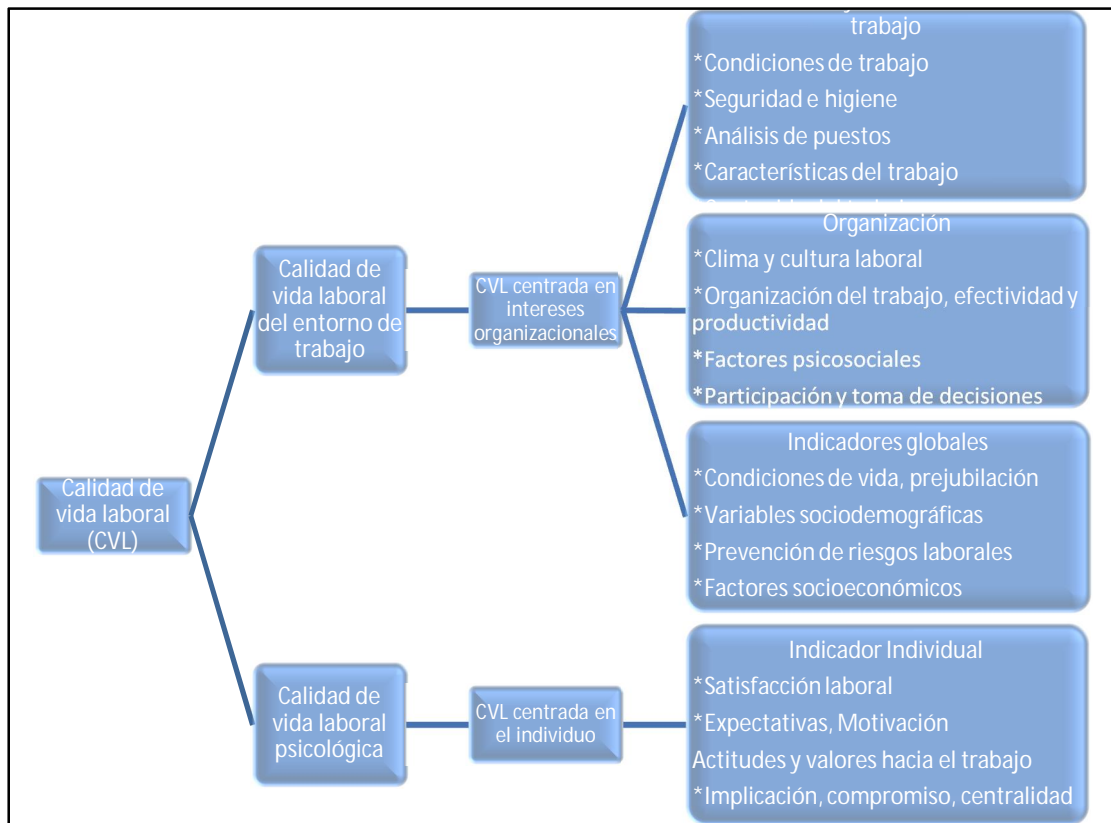 Calidad de
vida laboral
(CVL)
Calidad de
vida laboral
del entorno de
trabajo
CVL centrada en
intereses
organizacionales
trabajo
*Condiciones de trabajo
*Seguridad e higiene
*Análisis de puestos
*Características del trabajo
Organización
*Clima y cultura laboral
*Organización del trabajo, efectividad y
productividad
*Factores psicosociales
*Participación y toma de decisiones
Indicadores globales
*Condiciones de vida, prejubilación
*Variables sociodemográficas
*Prevención de riesgos laborales
*Factores socioeconómicos
Calidad de
vida laboral
psicológica
CVL centrada en
el individuo
Indicador Individual
*Satisfacción laboral
*Expectativas, Motivación
Actitudes y valores hacia el trabajo
*Implicación, compromiso, centralidad